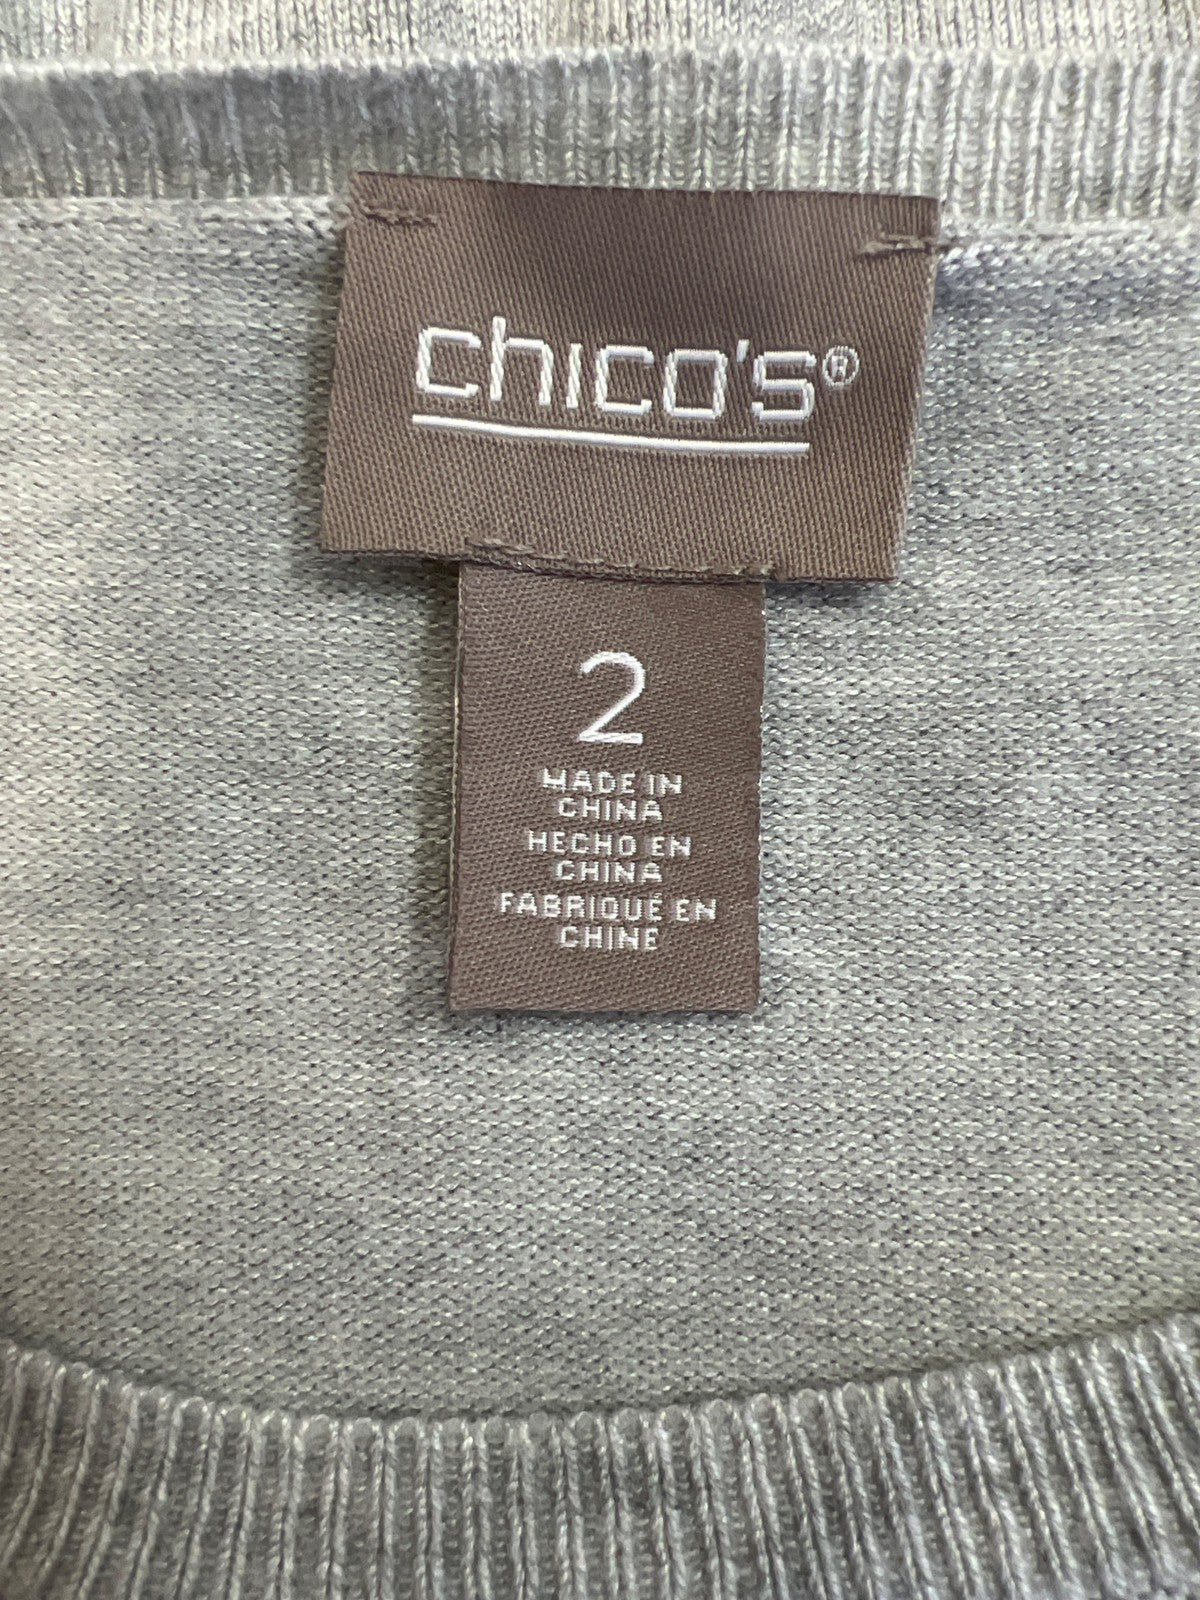 chico's®
2
MADE IN
CHINA
HECHO EN
CHINA
FABRIQUÉ EN
CHINE